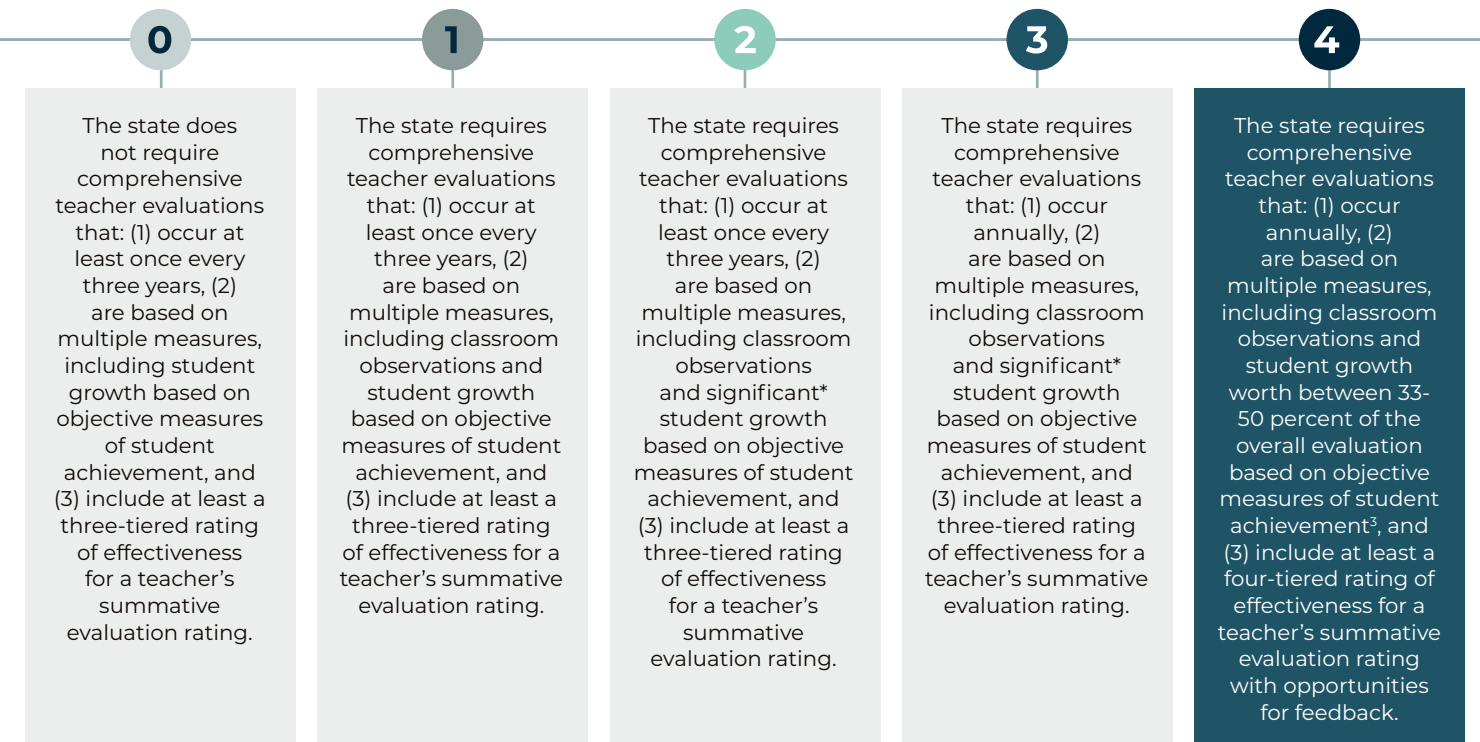 0
The state does
not require
comprehensive
teacher evaluations
that: (1) occur at
least once every
three years, (2)
are based on
multiple measures,
including student
growth based on
objective measures
of student
achievement, and
(3) include at least a
three-tiered rating
of effectiveness
for a teacher’s
summative
evaluation rating.
1
The state requires
comprehensive
teacher evaluations
that: (1) occur at
least once every
three years, (2)
are based on
multiple measures,
including classroom
observations and
student growth
based on objective
measures of student
achievement, and
(3) include at least a
three-tiered rating
of effectiveness for a
teacher’s summative
evaluation rating.
2
The state requires
comprehensive
teacher evaluations
that: (1) occur at
least once every
three years, (2)
are based on
multiple measures,
including classroom
observations
and significant*
student growth
based on objective
measures of student
achievement, and
(3) include at least a
three-tiered rating
of effectiveness
for a teacher’s
summative
evaluation rating.
3
The state requires
comprehensive
teacher evaluations
that: (1) occur
annually, (2)
are based on
multiple measures,
including classroom
observations
and significant*
student growth
based on objective
measures of student
achievement, and
(3) include at least a
three-tiered rating
of effectiveness for a
teacher’s summative
evaluation rating.
4
The state requires
comprehensive
teacher evaluations
that: (1) occur
annually, (2)
are based on
multiple measures,
including classroom
observations and
student growth
worth between 33-
50 percent of the
overall evaluation
based on objective
measures of student
achievement³, and
(3) include at least a
four-tiered rating of
effectiveness for a
teacher’s summative
evaluation rating
with opportunities
for feedback.